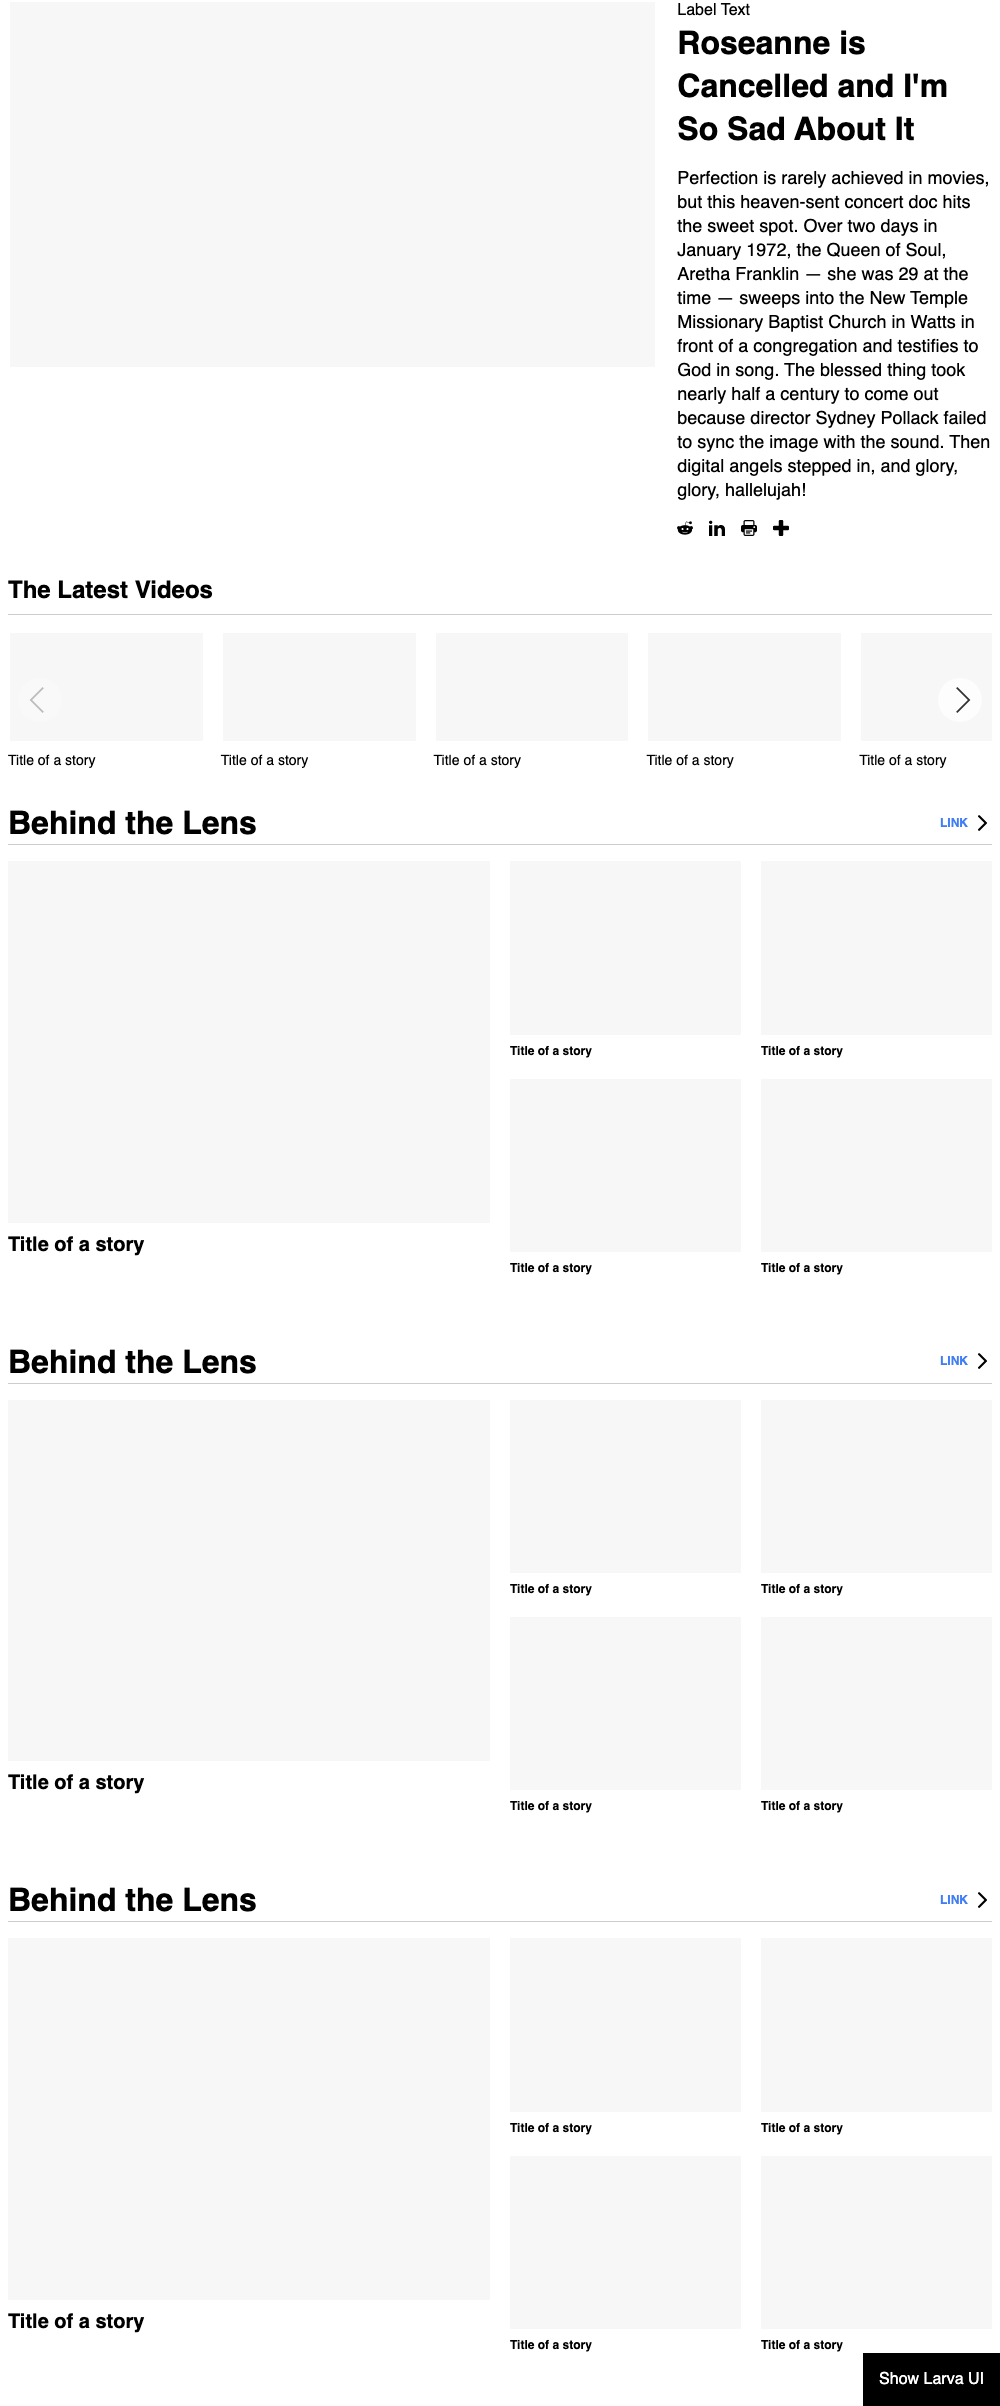 Label Text
Roseanne is
Cancelled and I'm
So Sad About It
Perfection is rarely achieved in movies,
but this heaven-sent concert doc hits
the sweet spot. Over two days in
January 1972, the Queen of Soul,
Aretha Franklin — she was 29 at the
time — sweeps into the New Temple
Missionary Baptist Church in Watts in
front of a congregation and testifies to
God in song. The blessed thing took
nearly half a century to come out
because director Sydney Pollack failed
to sync the image with the sound. Then
digital angels stepped in, and glory,
glory, hallelujah!
The Latest Videos
Title of a story
Title of a story
Title of a story
Title of a story
Title of a story
Behind the Lens
LINK
Title of a story
Title of a story
Title of a story
Title of a story
Title of a story
Behind the Lens
LINK
Title of a story
Title of a story
Title of a story
Title of a story
Title of a story
Behind the Lens
LINK
Title of a story
Title of a story
Title of a story
Title of a story
Title of a story
Show Larva UI